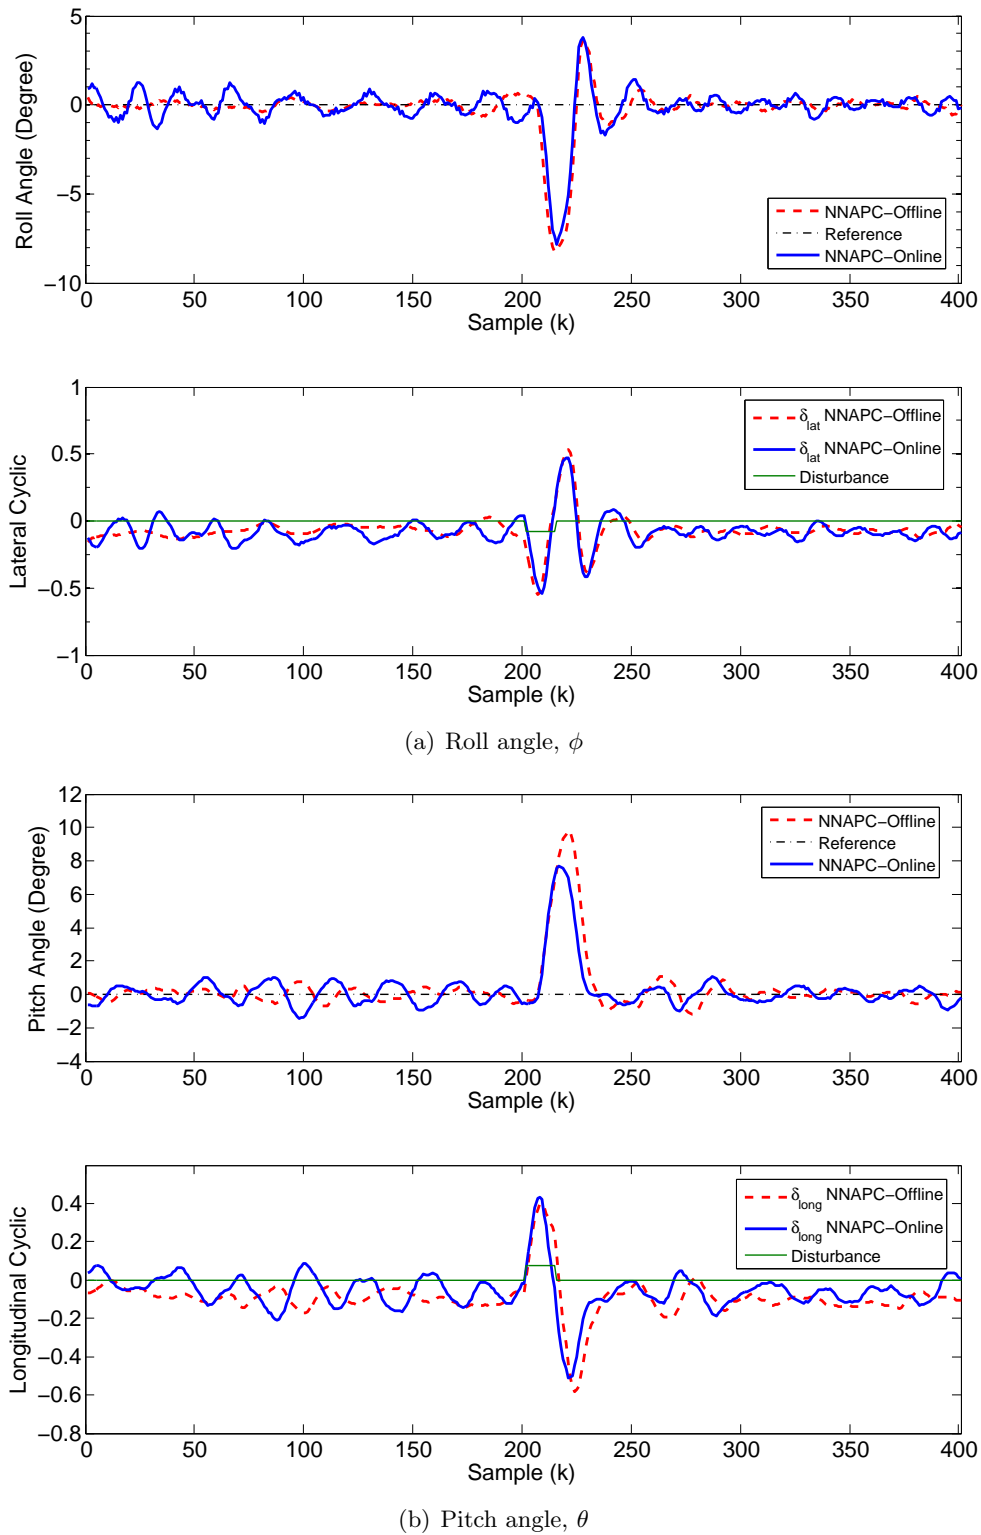 5
0
−5
−10
Roll Angle (Degree)
NNAPC−Offline
Reference
NNAPC−Online
0 50 100 150 200 250 300 350 400
Sample (k)
1
0.5
0
−0.5
−1
Lateral Cyclic
δlat NNAPC−Offline
δlat NNAPC−Online
Disturbance
0 50 100 150 200 250 300 350 400
Sample (k)
(a) Roll angle, ϕ
12
10
8
6
4
2
0
−2
−4
Pitch Angle (Degree)
NNAPC−Offline
Reference
NNAPC−Online
0 50 100 150 200 250 300 350 400
Sample (k)
0.4
0.2
0
−0.2
−0.4
−0.6
−0.8
Longitudinal Cyclic
δlong NNAPC−Offline
δlong NNAPC−Online
Disturbance
0 50 100 150 200 250 300 350 400
Sample (k)
(b) Pitch angle, θ